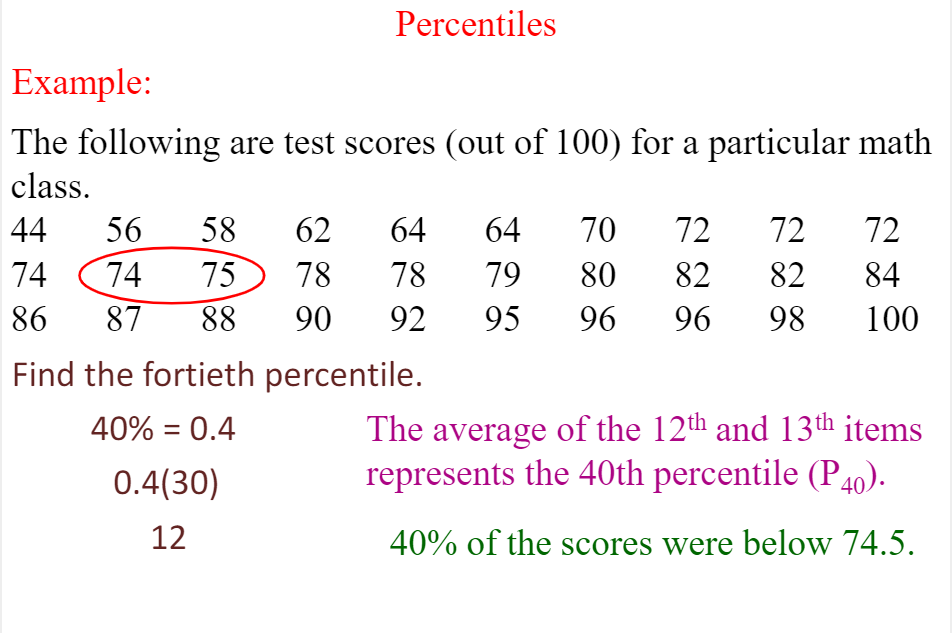 Percentiles
Example:
The following are test scores (out of 100) for a particular math
class.
44 56 58 62 64 64 70 72 72 72
74 74 75 78 78 79 80 82 82 84
86 87 88 90 92 95 96 96 98 100
Find the fortieth percentile.
40% = 0.4
0.4(30)
12
The average of the 12th and 13th items
represents the 40th percentile (P40).
40% of the scores were below 74.5.